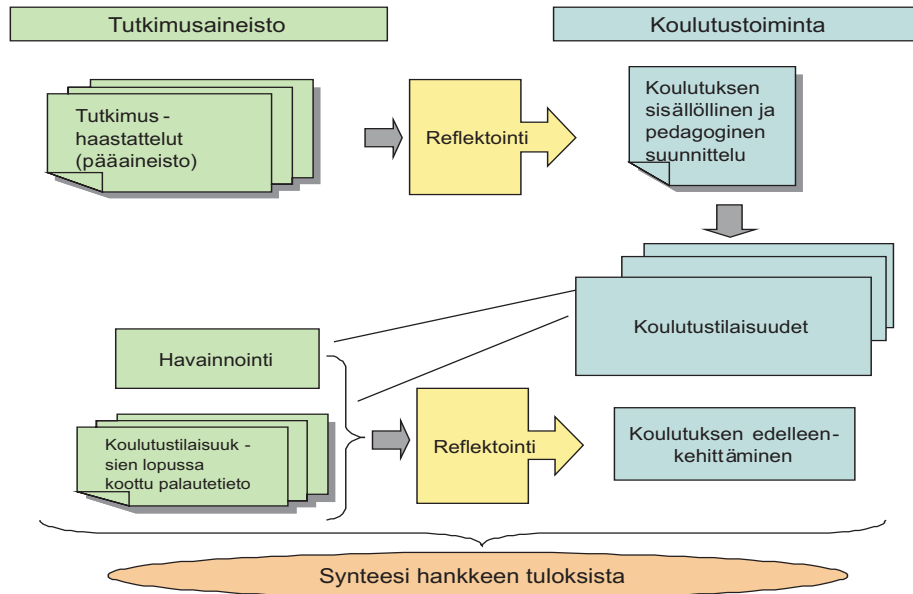 Tutkimusaineisto
Koulutustoiminta
Tutkimus -
haastattelut
(pääaineisto)
Reflektointi
Koulutuksen
sisällöllinen ja
pedagoginen
suunnittelu
Koulutustilaisuudet
Havainnointi
Koulutustilaisuuk -
sien lopussa
koottu palautetieto
Reflektointi
Koulutuksen edelleen-
kehittäminen
Synteesi hankkeen tuloksista